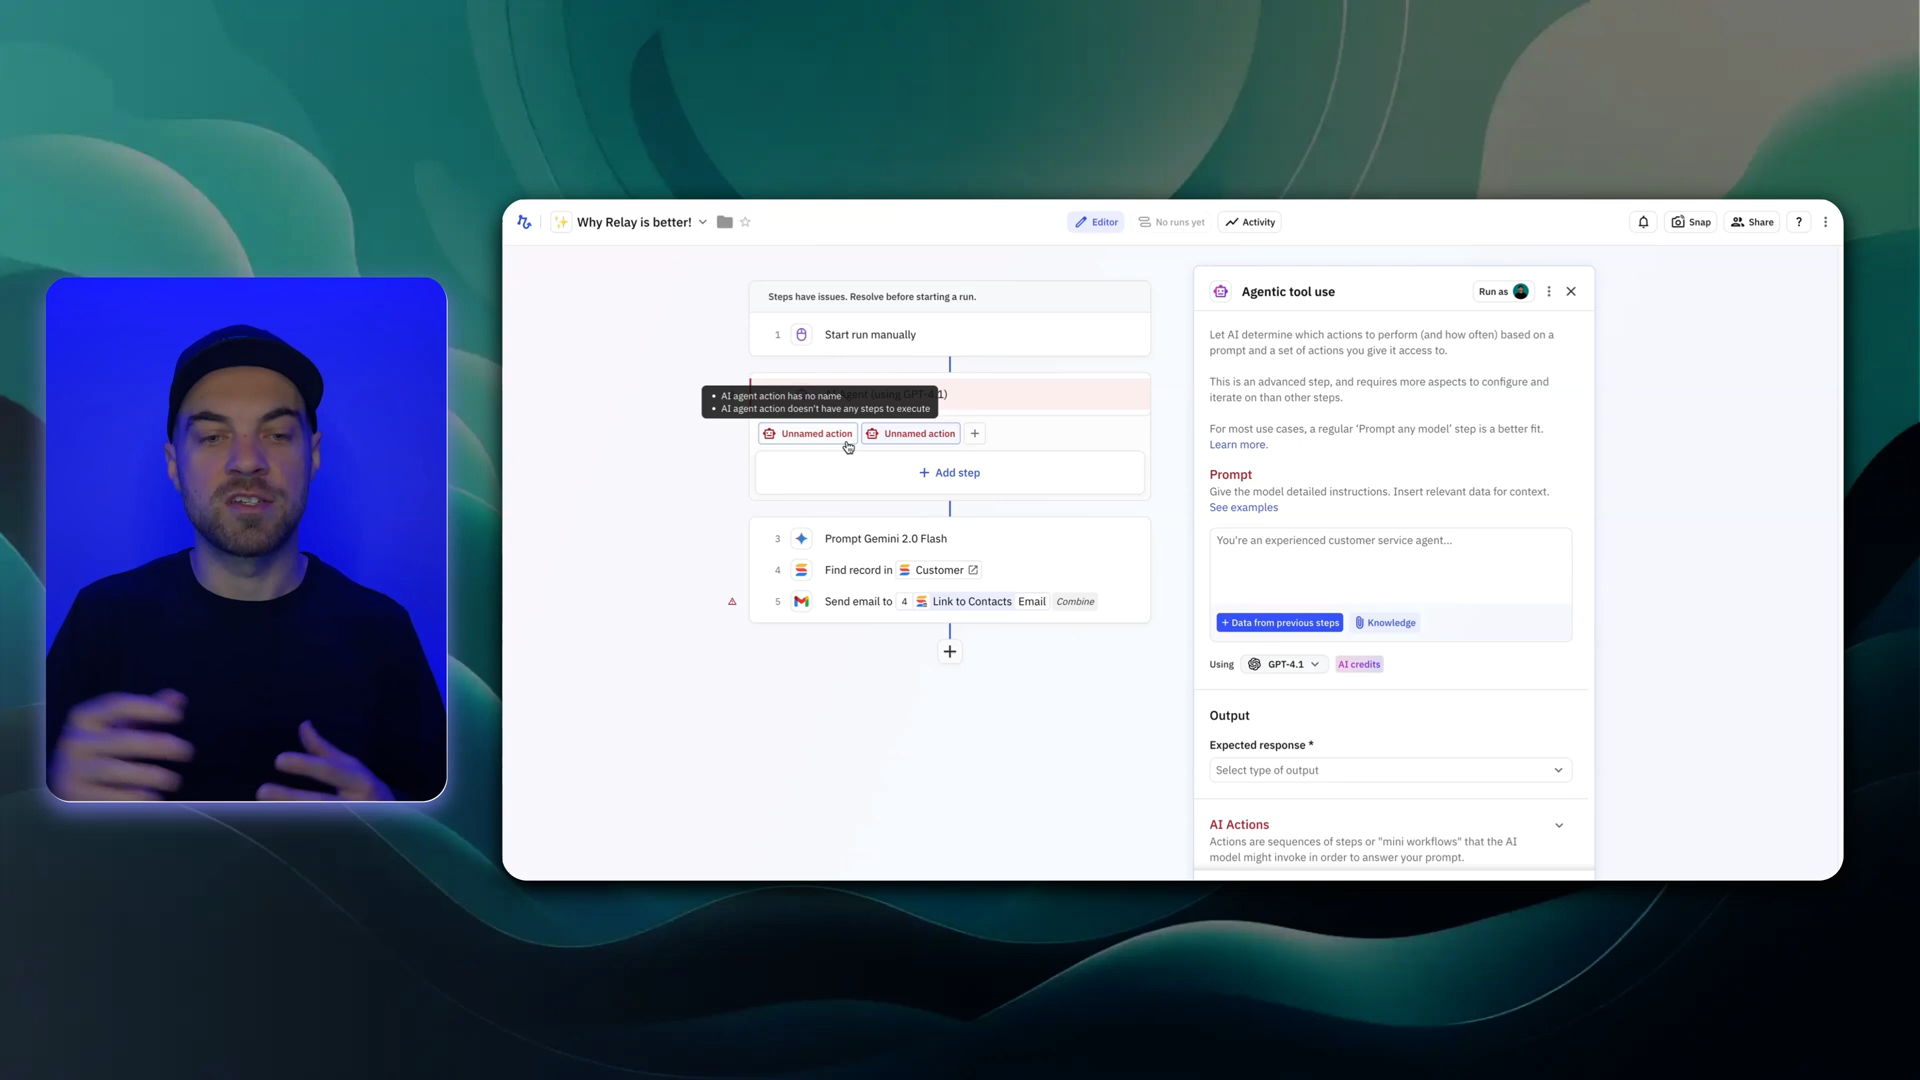 Why Relay is better!
Editor
No runs yet
Activity
Snap
Share
?
Steps have issues. Resolve before starting a run.
1 Start run manually
AI Agent (using GPT-4.1)
• AI agent action has no name
• AI agent action doesn't have any steps to execute
Unnamed action
Unnamed action
+
+ Add step
3 Prompt Gemini 2.0 Flash
4 Find record in Customer
5 Send email to 4 Link to Contacts Email Combine
+
Agentic tool use
Run as
Let AI determine which actions to perform (and how often) based on a
prompt and a set of actions you give it access to.
This is an advanced step, and requires more aspects to configure and
iterate on than other steps.
For most use cases, a regular ‘Prompt any model’ step is a better fit.
Learn more.
Prompt
Give the model detailed instructions. Insert relevant data for context.
See examples
You're an experienced customer service agent...
+ Data from previous steps
Knowledge
Using GPT-4.1 AI credits
Output
Expected response *
Select type of output
AI Actions
Actions are sequences of steps or "mini workflows" that the AI
model might invoke in order to answer your prompt.